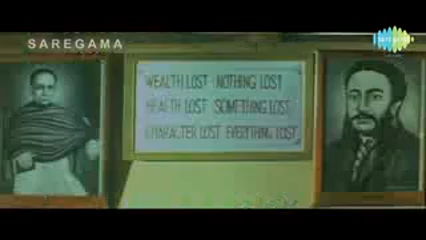 SAREGAMA
WEALTH LOST NOTHING LOST
HEALTH LOST SOMETHING LOST
CHARACTER LOST EVERYTHING LOST